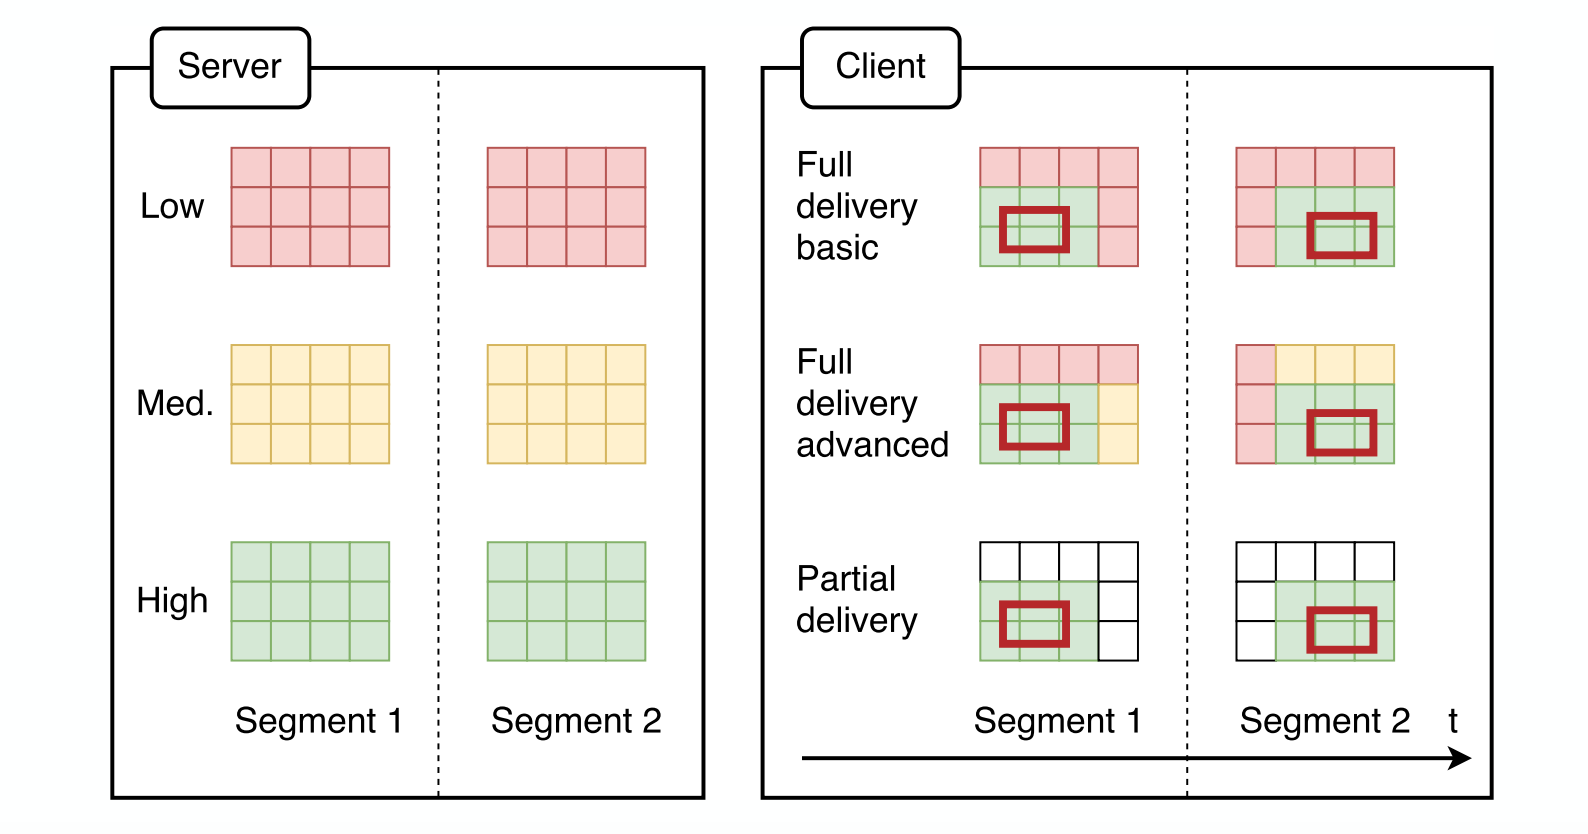 Server
Low
Med.
High
Segment 1
Segment 2
Client
Full
delivery
basic
Full
delivery
advanced
Partial
delivery
Segment 1
Segment 2
t